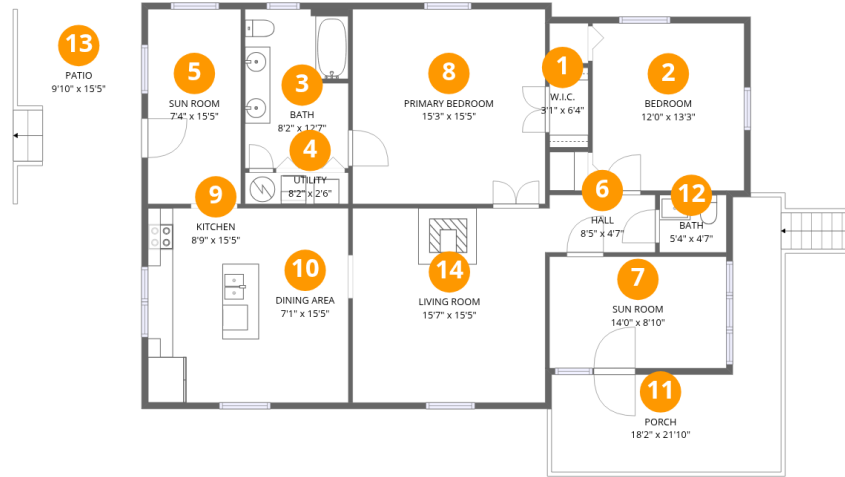 13
PATIO
9'10" x 15'5"
5
SUN ROOM
7'4" x 15'5"
3
BATH
8'2" x 12'7"
4
UTILITY
8'2" x 2'6"
8
PRIMARY BEDROOM
15'3" x 15'5"
1
W.I.C.
3'1" x 6'4"
2
BEDROOM
12'0" x 13'3"
9
KITCHEN
8'9" x 15'5"
6
HALL
8'5" x 4'7"
12
BATH
5'4" x 4'7"
10
DINING AREA
7'1" x 15'5"
14
LIVING ROOM
15'7" x 15'5"
7
SUN ROOM
14'0" x 8'10"
11
PORCH
18'2" x 21'10"